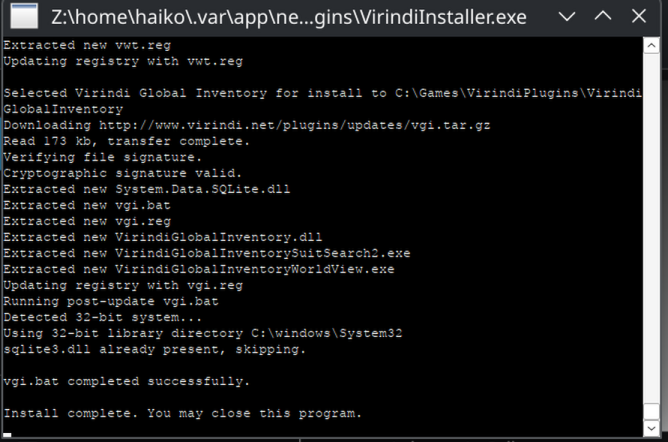 Z:\home\haiko\.var\app\ne...gins\VirindiInstaller.exe
Extracted new vwt.reg
Updating registry with vwt.reg
Selected Virindi Global Inventory for install to C:\Games\VirindiPlugins\Virindi
GlobalInventory
Downloading http://www.virindi.net/plugins/updates/vgi.tar.gz
Read 173 kb, transfer complete.
Verifying file signature.
Cryptographic signature valid.
Extracted new System.Data.SQLite.dll
Extracted new vgi.bat
Extracted new vgi.reg
Extracted new VirindiGlobalInventory.dll
Extracted new VirindiGlobalInventorySuitSearch2.exe
Extracted new VirindiGlobalInventoryWorldView.exe
Updating registry with vgi.reg
Running post-update vgi.bat
Detected 32-bit system...
Using 32-bit library directory C:\windows\System32
sqlite3.dll already present, skipping.
vgi.bat completed successfully.
Install complete. You may close this program.